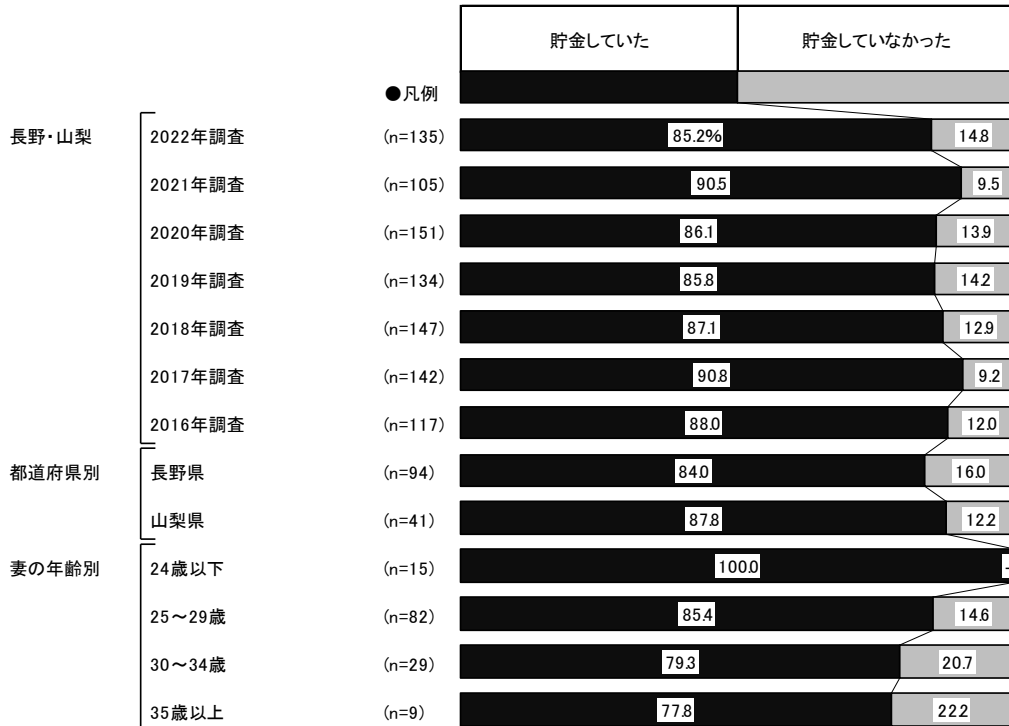 貯金していた 貯金していなかった
●凡例
長野・山梨 2022年調査 (n=135) 85.2% 14.8
2021年調査 (n=105) 90.5 9.5
2020年調査 (n=151) 86.1 13.9
2019年調査 (n=134) 85.8 14.2
2018年調査 (n=147) 87.1 12.9
2017年調査 (n=142) 90.8 9.2
2016年調査 (n=117) 88.0 12.0
都道府県別 長野県 (n=94) 84.0 16.0
山梨県 (n=41) 87.8 12.2
妻の年齢別 24歳以下 (n=15) 100.0 -
25～29歳 (n=82) 85.4 14.6
30～34歳 (n=29) 79.3 20.7
35歳以上 (n=9) 77.8 22.2